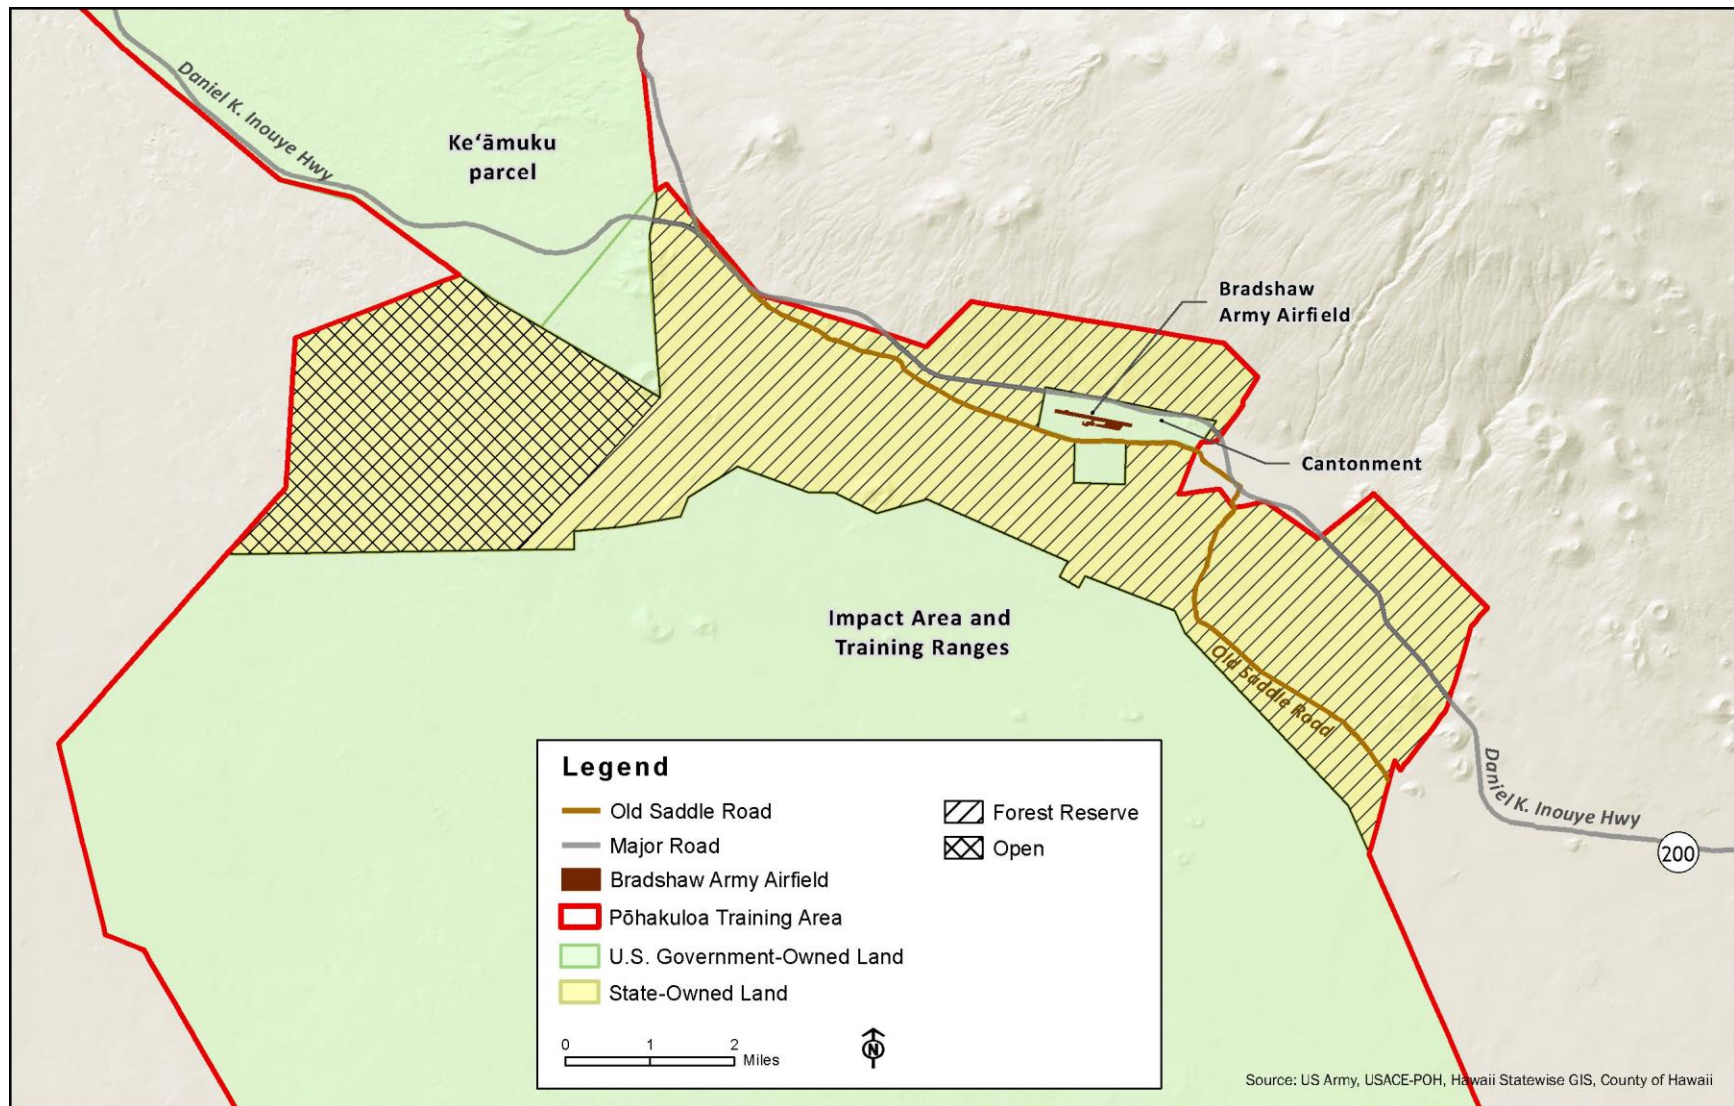 Daniel K. Inouye Hwy
Keʻāmuku
parcel
Bradshaw
Army Airfield
Cantonment
Impact Area and
Training Ranges
Old Saddle Road
Daniel K. Inouye Hwy
200
Legend
Old Saddle Road
Major Road
Bradshaw Army Airfield
Pōhakuloa Training Area
U.S. Government-Owned Land
State-Owned Land
Forest Reserve
Open
0 1 2
Miles
N
Source: US Army, USACE-POH, Hawaii Statewise GIS, County of Hawaii